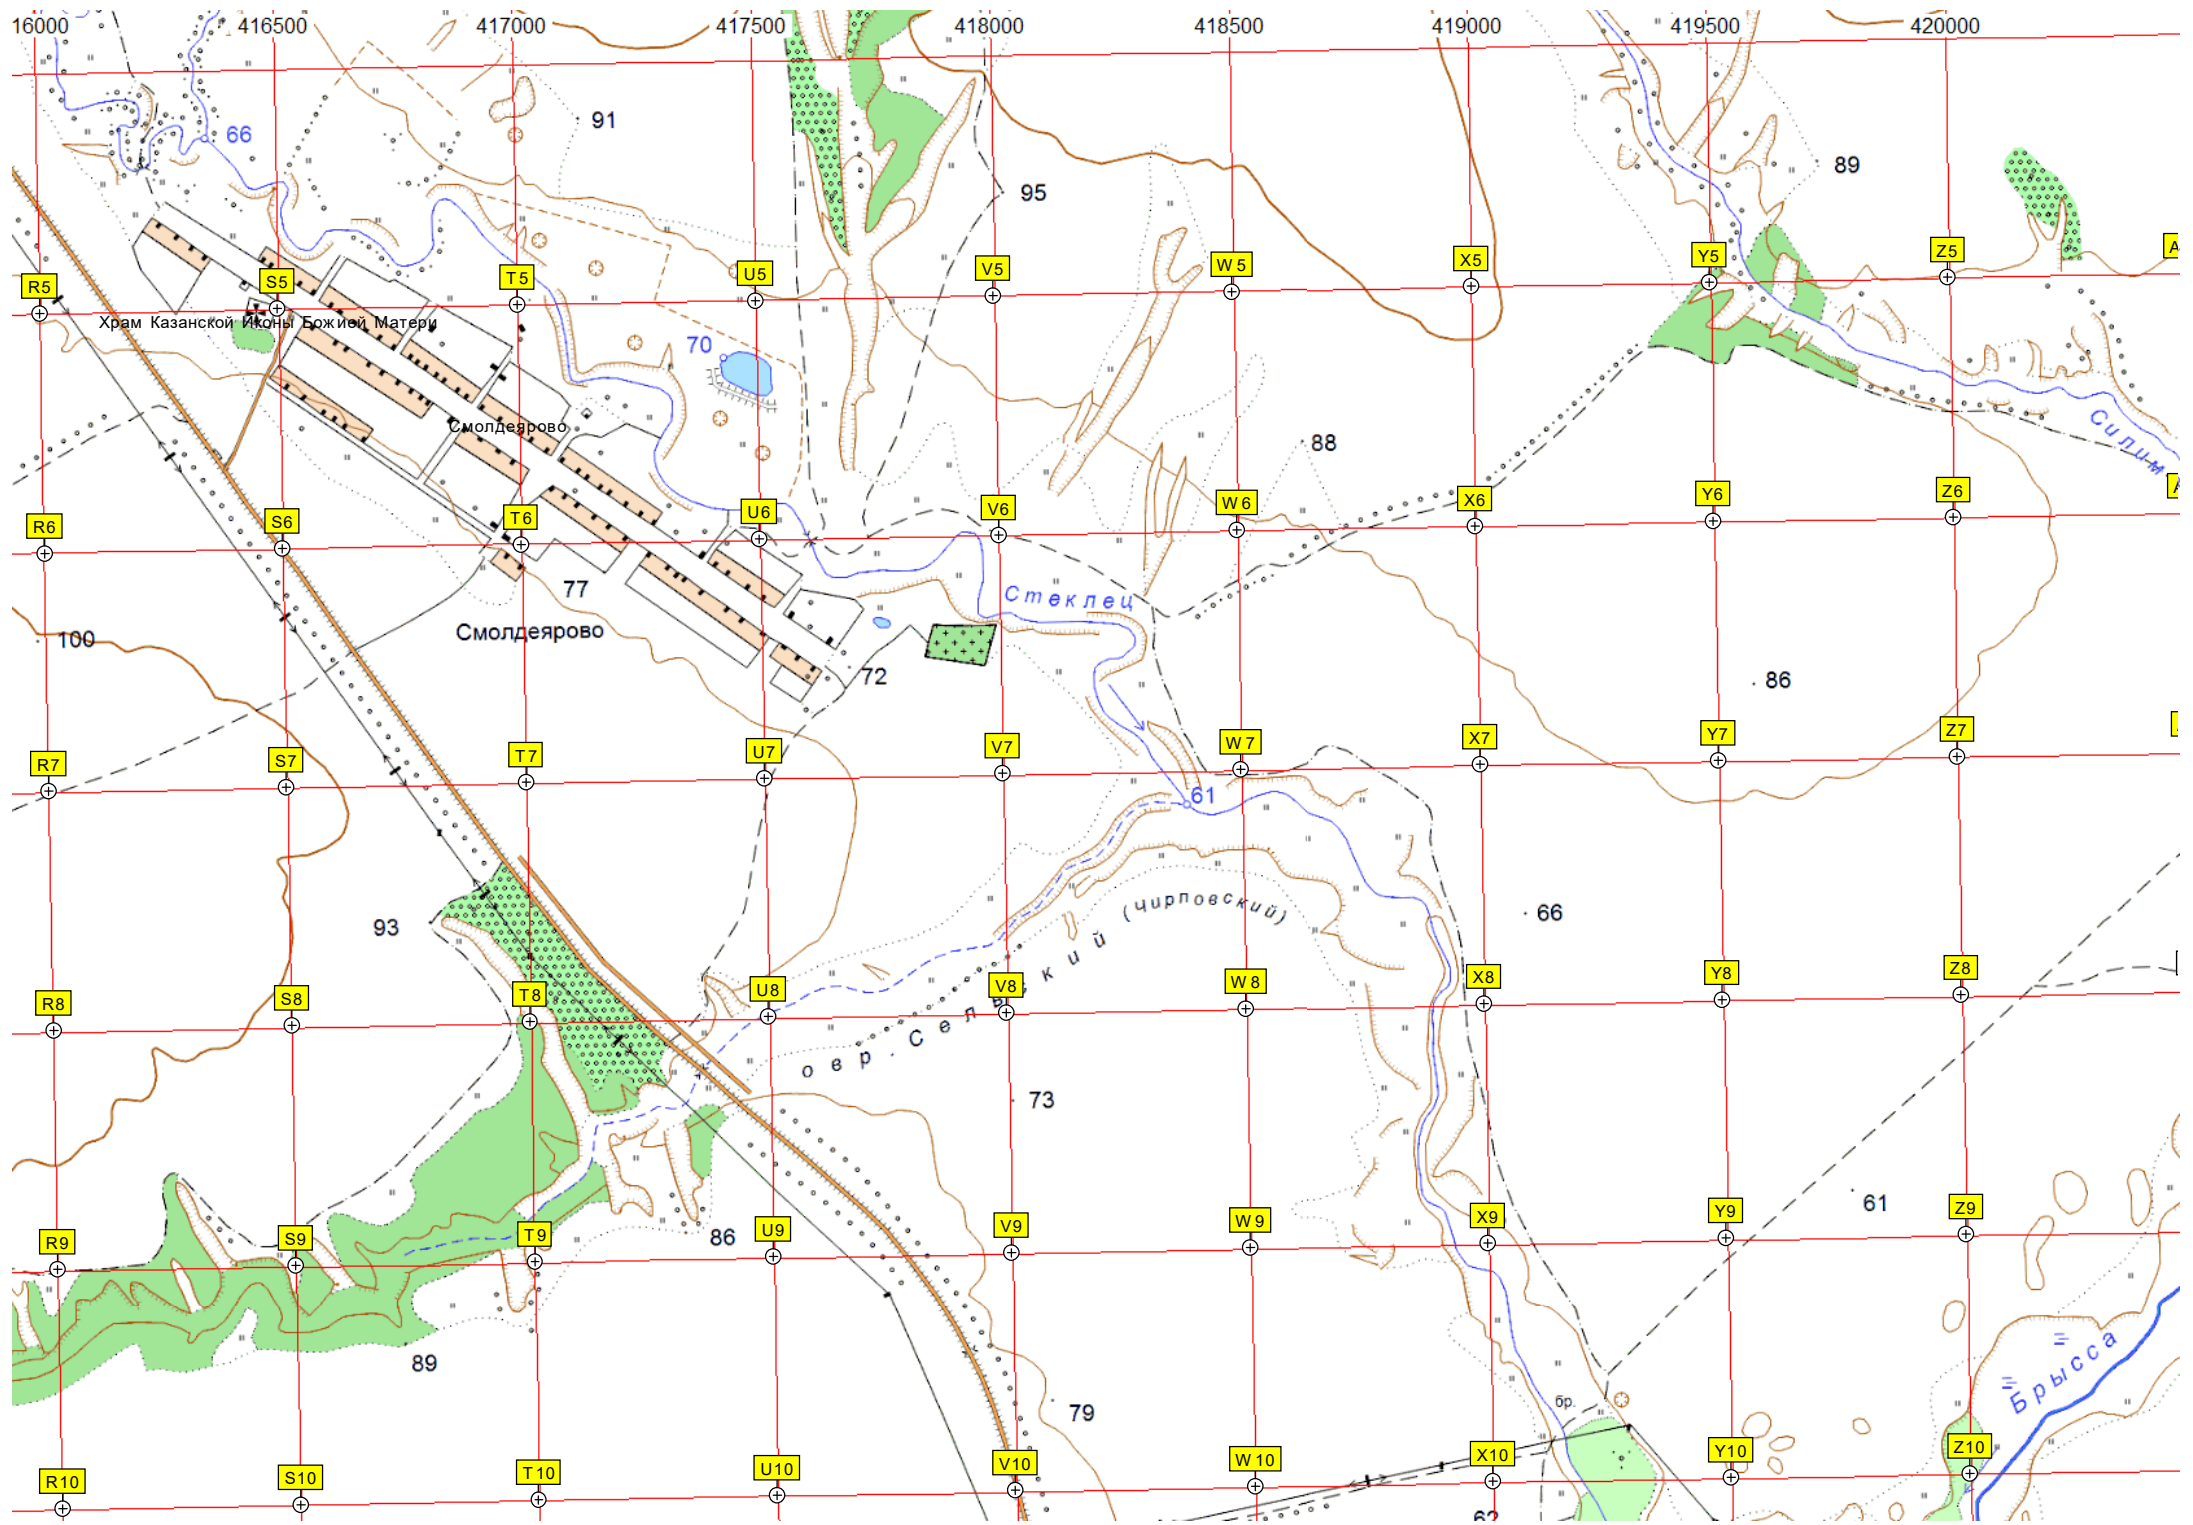 16000 416500 417000 417500 418000 418500 419000 419500 420000
66 91 95 89
R5 S5 T5 U5 V5 W5 X5 Y5 Z5
Храм Казанской Иконы Божией Матери
70
Смолдеярово
88
Силим
R6 S6 T6 U6 V6 W6 X6 Y6 Z6
77
Стеклец
100
Смолдеярово
72
86
R7 S7 T7 U7 V7 W7 X7 Y7 Z7
61
(Чирповский)
93
66
R8 S8 T8 U8 V8 W8 X8 Y8 Z8
овр. Сельский
73
61
R9 S9 T9 U9 V9 W9 X9 Y9 Z9
86
89
Брысса
79
бр.
R10 S10 T10 U10 V10 W10 X10 Y10 Z10
62